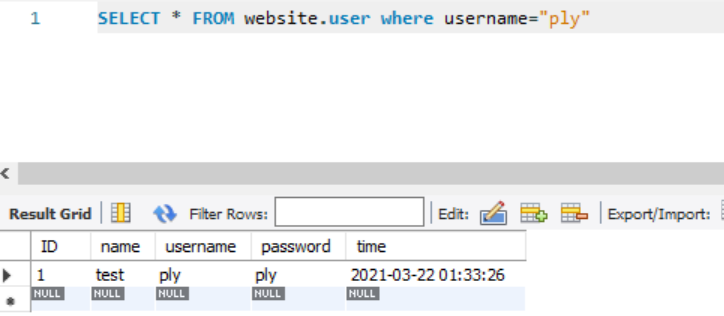 1 SELECT * FROM website.user where username="ply"
Result Grid Filter Rows: Edit: Export/Import:
ID name username password time
1 test ply ply 2021-03-22 01:33:26
NULL NULL NULL NULL NULL